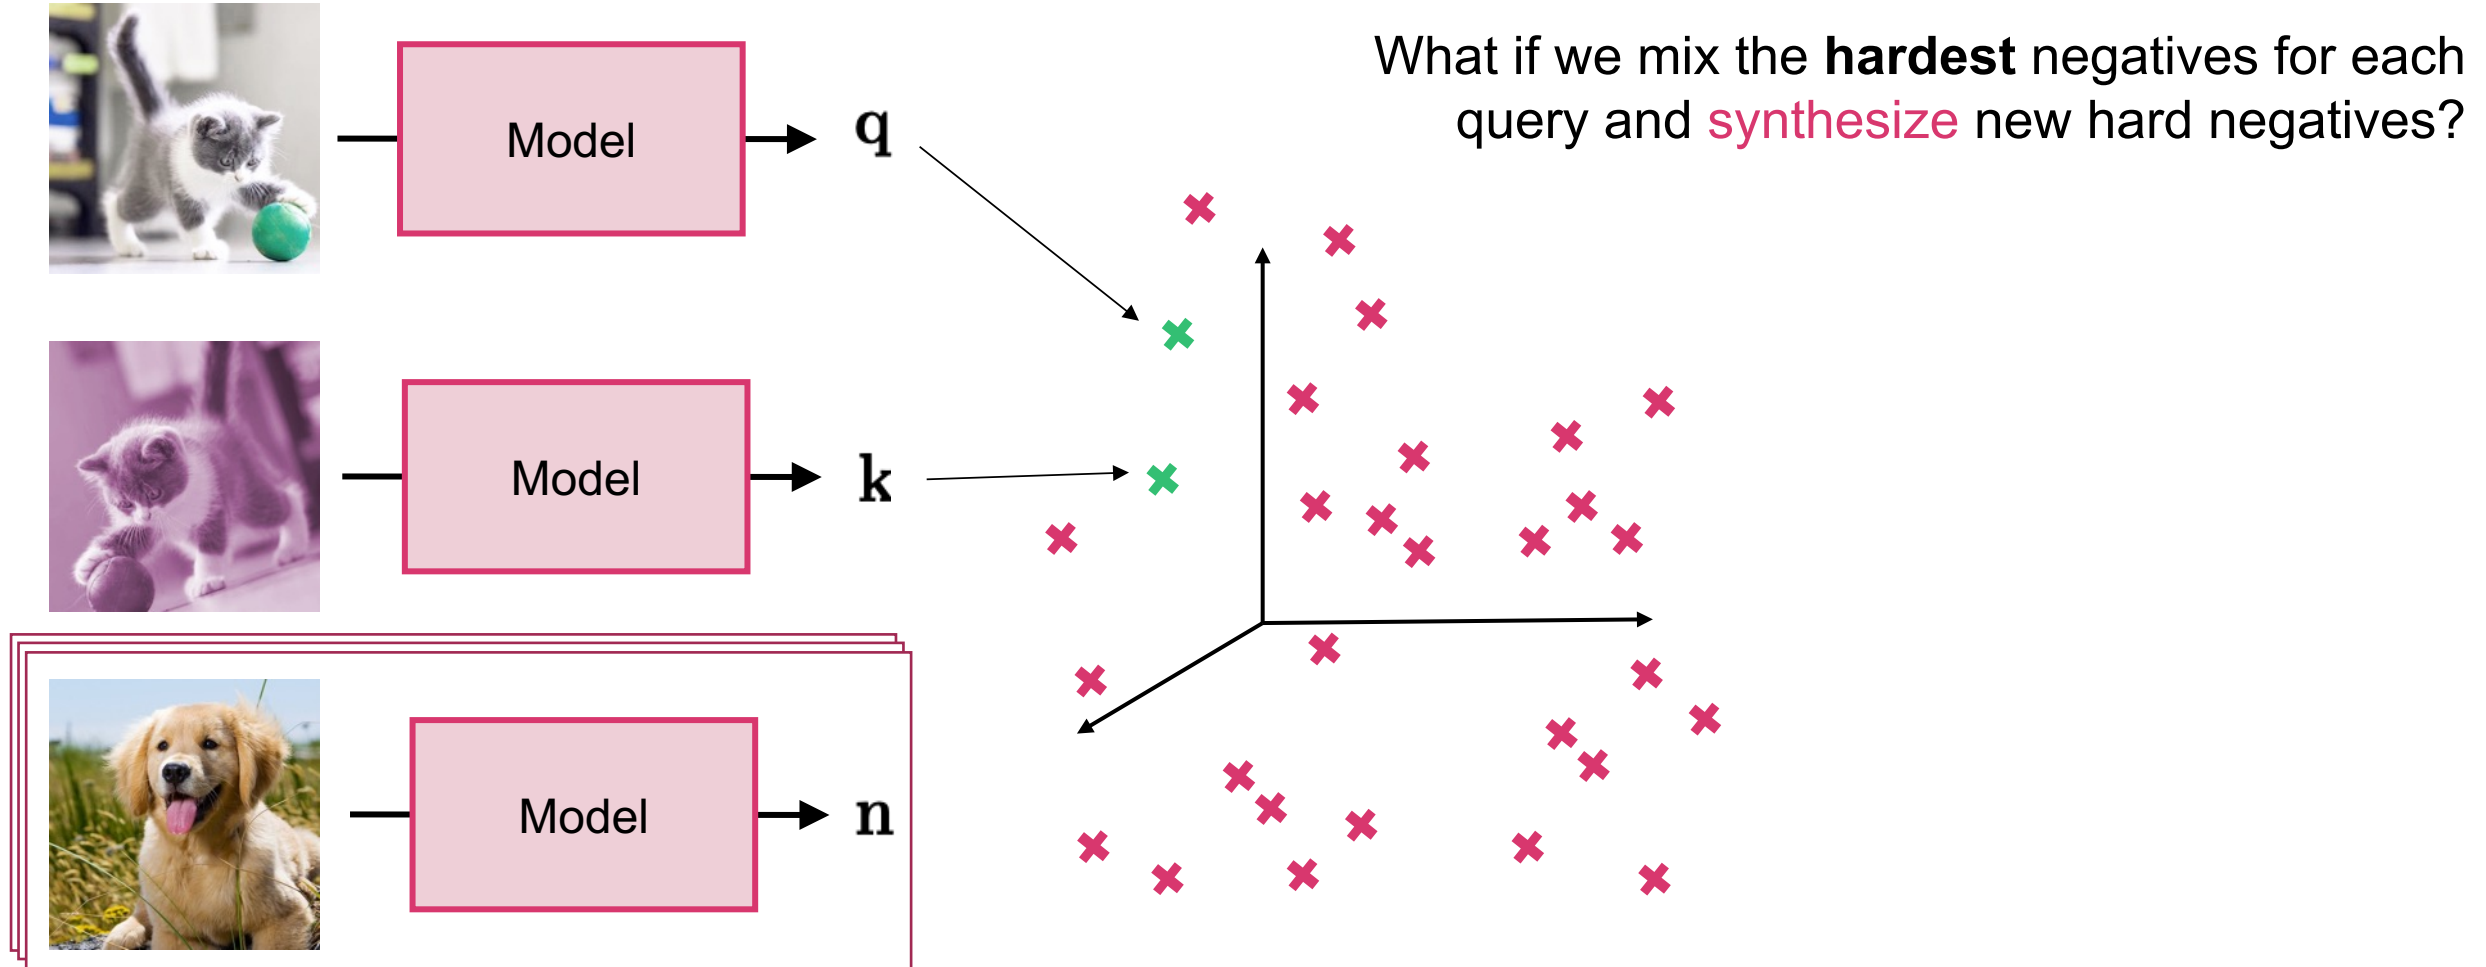 What if we mix the hardest negatives for each
query and synthesize new hard negatives?
Model
q
Model
k
Model
n